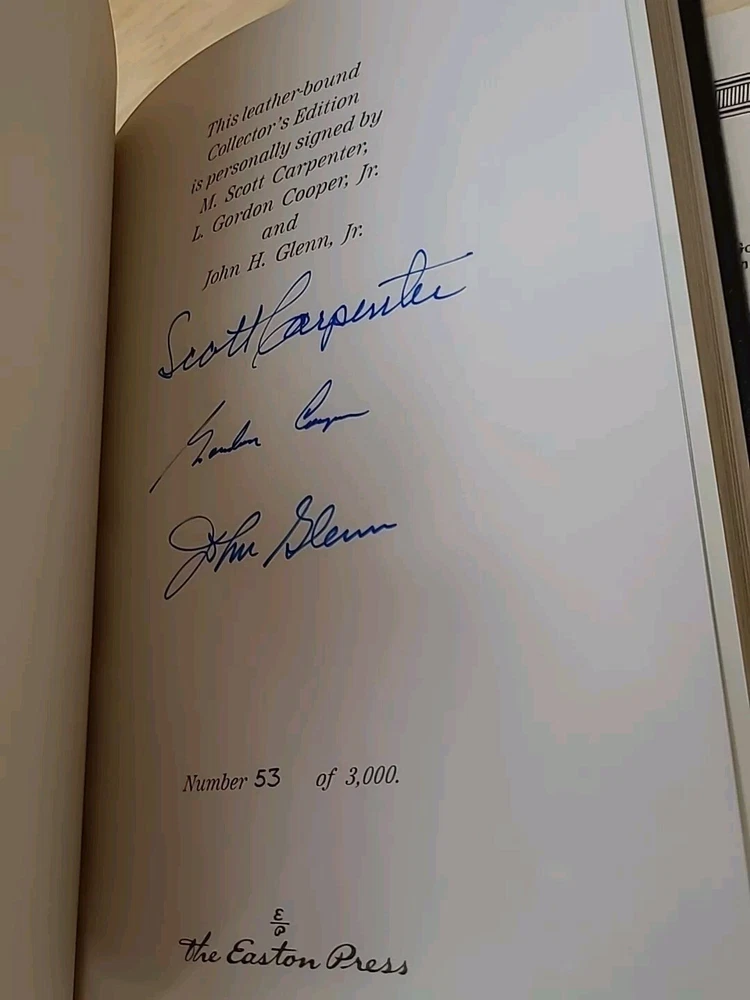 This leather-bound
Collector's Edition
is personally signed by
M. Scott Carpenter,
L. Gordon Cooper, Jr.
and
John H. Glenn, Jr.
Scott Carpenter
Gordon Cooper
John Glenn
Number 53 of 3,000.
E
P
The Easton Press